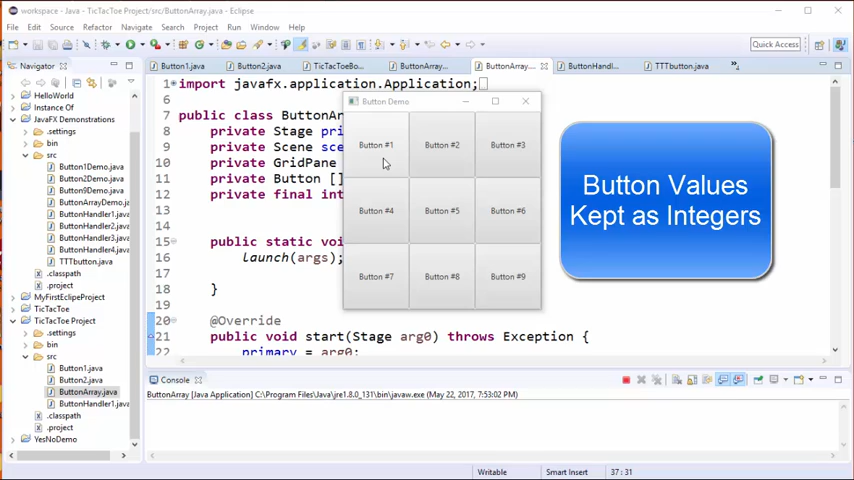 workspace - TicTacToe Project/src/ButtonArray.java - Eclipse
File Edit Source Refactor Navigate Search Project Run Window Help
Quick Access
Navigator
Button1.java Button2.java TicTacToeBo... ButtonArray... ButtonArray... ButtonHandl... TTTbutton.java
HelloWorld
Instance Of
JavaFX Demonstrations
.settings
bin
src
Button1Demo.java
Button2Demo.java
Button9Demo.java
ButtonArrayDemo.java
ButtonHandler1.java
ButtonHandler2.java
ButtonHandler3.java
ButtonHandler4.java
TTTbutton.java
.classpath
.project
MyFirstEclipeProject
TicTacToe
TicTacToe Project
.settings
bin
src
Button1.java
Button2.java
ButtonArray.java
ButtonHandler1.java
.classpath
.project
YesNoDemo
1 import javafx.application.Application;
6
7 public class ButtonAr
8 private Stage pri
9 private Scene sce
10 private GridPane
11 private Button []
12 private final int
13
14
15 public static voi
16 launch(args);
17
18 }
19
20 @Override
21 public void start(Stage arg0) throws Exception {
22 primary = arg0;
Button Demo
Button #1 Button #2 Button #3
Button #4 Button #5 Button #6
Button #7 Button #8 Button #9
Button Values
Kept as Integers
Console
ButtonArray [Java Application] C:\Program Files\Java\jre1.8.0_131\bin\javaw.exe (May 22, 2017, 7:53:02 PM)
Writable Smart Insert 37 : 31